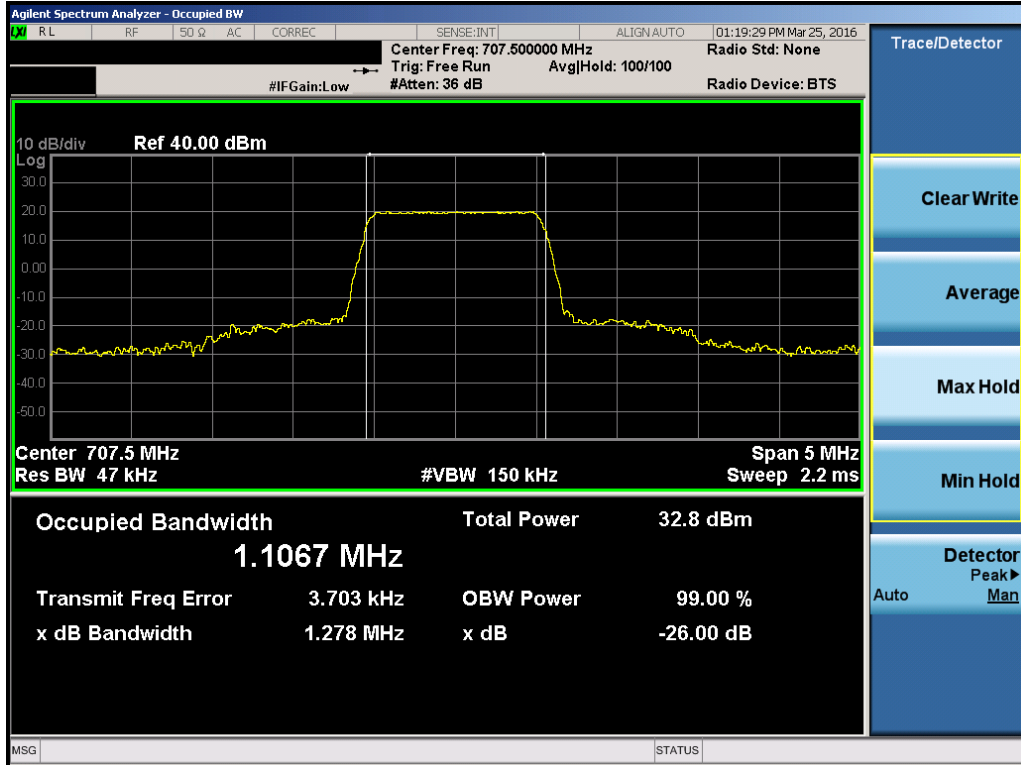 Agilent Spectrum Analyzer - Occupied BW
LXI RL RF 50 Ω AC CORREC SENSE:INT ALIGN AUTO 01:19:29 PM Mar 25, 2016
Center Freq: 707.500000 MHz Radio Std: None
Trig: Free Run Avg|Hold: 100/100
#IFGain:Low #Atten: 36 dB Radio Device: BTS
10 dB/div Ref 40.00 dBm
Log
30.0
20.0
10.0
0.00
-10.0
-20.0
-30.0
-40.0
-50.0
Center 707.5 MHz Span 5 MHz
Res BW 47 kHz #VBW 150 kHz Sweep 2.2 ms
Occupied Bandwidth Total Power 32.8 dBm
1.1067 MHz
Transmit Freq Error 3.703 kHz OBW Power 99.00 %
x dB Bandwidth 1.278 MHz x dB -26.00 dB
MSG STATUS
Trace/Detector
Clear Write
Average
Max Hold
Min Hold
Detector
Peak▶
Auto Man